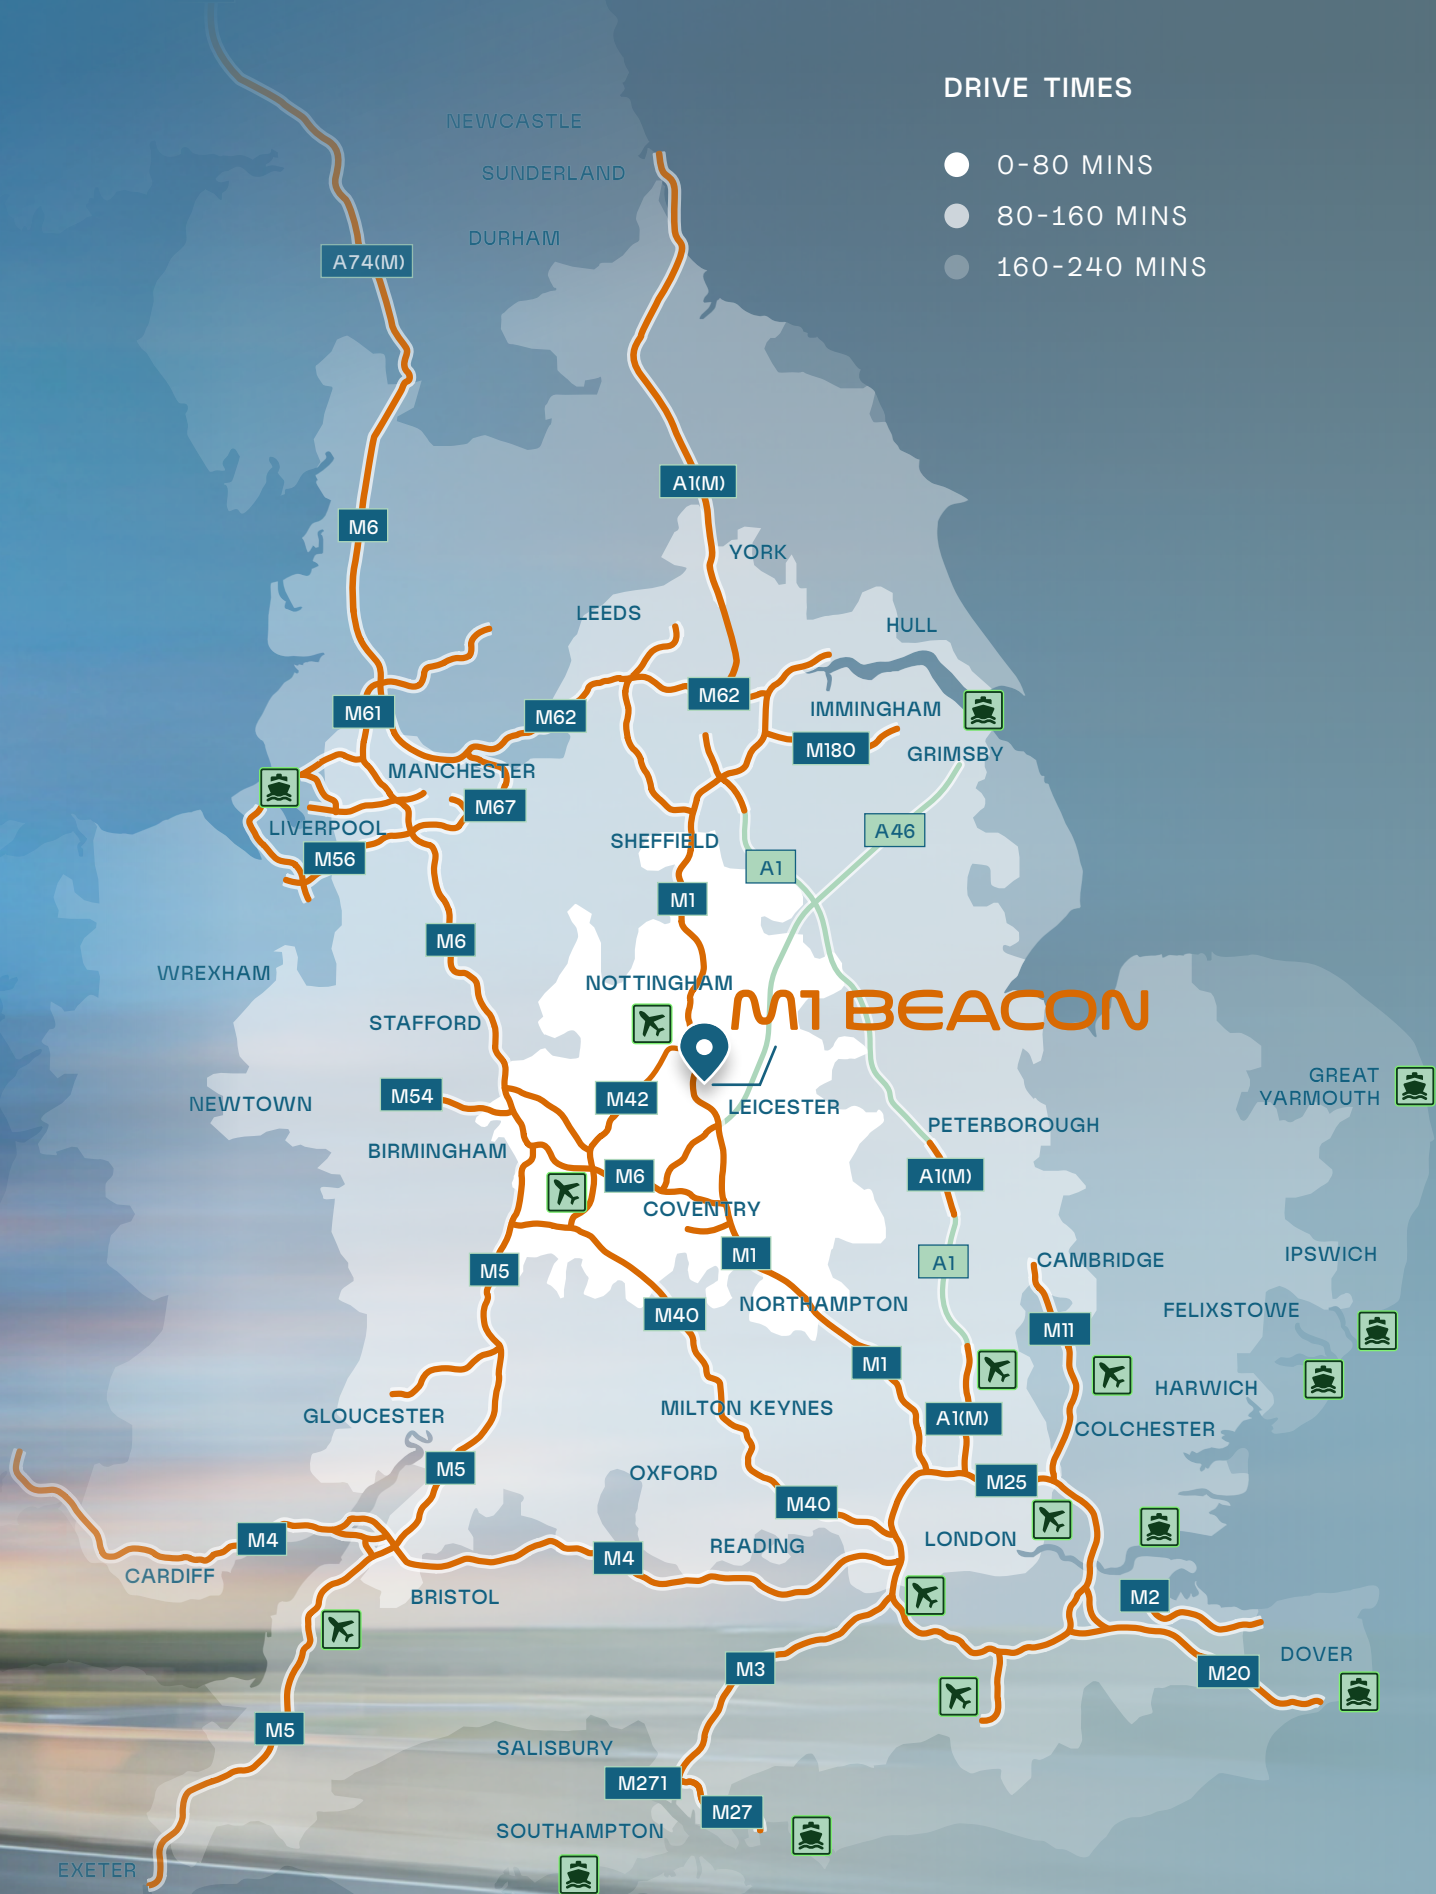 DRIVE TIMES
0-80 MINS
80-160 MINS
160-240 MINS
NEWCASTLE
SUNDERLAND
DURHAM
A74(M)
A1(M)
M6
YORK
LEEDS
HULL
M62
M61
M62
IMMINGHAM
M180
GRIMSBY
MANCHESTER
M67
LIVERPOOL
M56
A46
SHEFFIELD
A1
M1
M6
WREXHAM
NOTTINGHAM
M1 BEACON
STAFFORD
GREAT
YARMOUTH
M54
NEWTOWN
M42
LEICESTER
PETERBOROUGH
BIRMINGHAM
M6
A1(M)
COVENTRY
M1
A1
CAMBRIDGE
IPSWICH
M5
NORTHAMPTON
M40
FELIXSTOWE
M11
M1
HARWICH
MILTON KEYNES
GLOUCESTER
A1(M)
COLCHESTER
M5
OXFORD
M25
M40
M4
READING
LONDON
M4
CARDIFF
BRISTOL
M2
DOVER
M3
M20
M5
SALISBURY
M271
M27
SOUTHAMPTON
EXETER